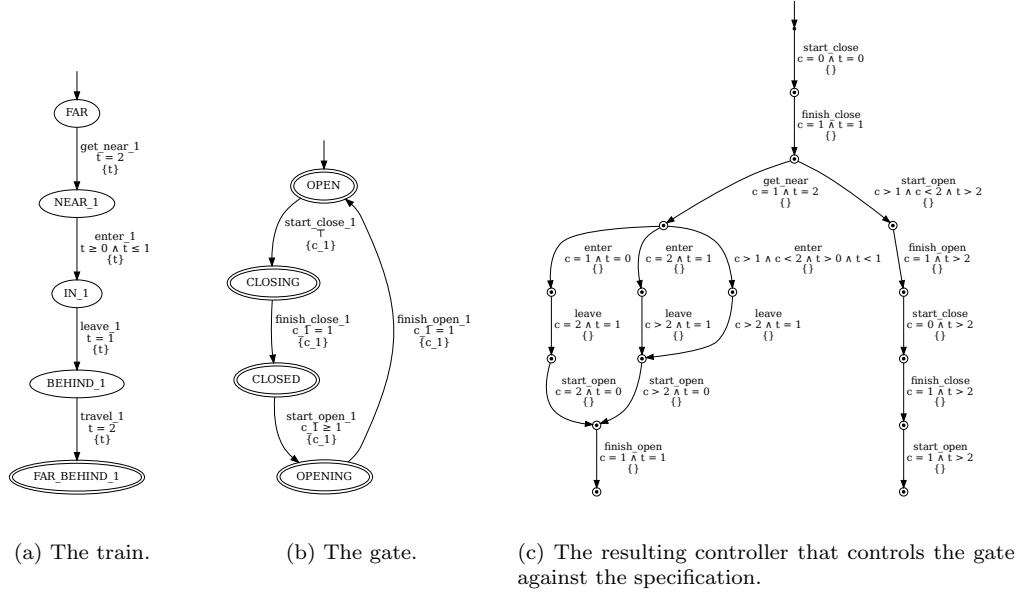 FAR
get_near_1
t = 2
{t}
NEAR_1
enter_1
t ≥ 0 ∧ t ≤ 1
{t}
IN_1
leave_1
t = 1
{t}
BEHIND_1
travel_1
t = 2
{t}
FAR_BEHIND_1
(a) The train.
OPEN
start_close_1
⊤
{c_1}
CLOSING
finish_close_1
c_1 = 1
{c_1}
CLOSED
start_open_1
c_1 ≥ 1
{c_1}
OPENING
finish_open_1
c_1 = 1
{c_1}
(b) The gate.
start_close
c = 0 ∧ t = 0
{}
finish_close
c = 1 ∧ t = 1
{}
get_near
c = 1 ∧ t = 2
{}
start_open
c > 1 ∧ c < 2 ∧ t > 2
{}
enter
c = 1 ∧ t = 0
{}
enter
c = 2 ∧ t = 1
{}
enter
c > 1 ∧ c < 2 ∧ t > 0 ∧ t < 1
{}
finish_open
c = 1 ∧ t > 2
{}
leave
c = 2 ∧ t = 1
{}
leave
c > 2 ∧ t = 1
{}
leave
c > 2 ∧ t = 1
{}
start_close
c = 0 ∧ t > 2
{}
start_open
c = 2 ∧ t = 0
{}
start_open
c > 2 ∧ t = 0
{}
finish_close
c = 1 ∧ t > 2
{}
finish_open
c = 1 ∧ t = 1
{}
start_open
c = 1 ∧ t > 2
{}
(c) The resulting controller that controls the gate
against the specification.